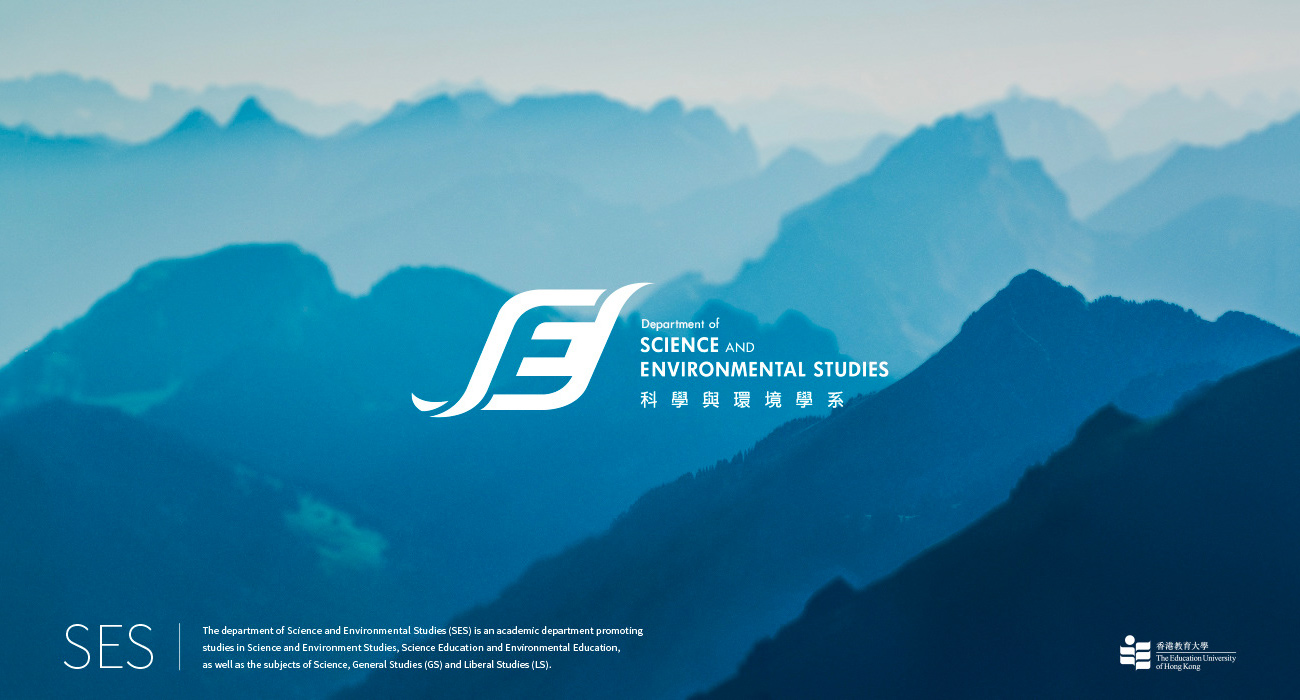 Department of
SCIENCE AND
ENVIRONMENTAL STUDIES
科學與環境學系
SES
The department of Science and Environmental Studies (SES) is an academic department promoting
studies in Science and Environment Studies, Science Education and Environmental Education,
as well as the subjects of Science, General Studies (GS) and Liberal Studies (LS).
香港教育大學
The Education University
of Hong Kong